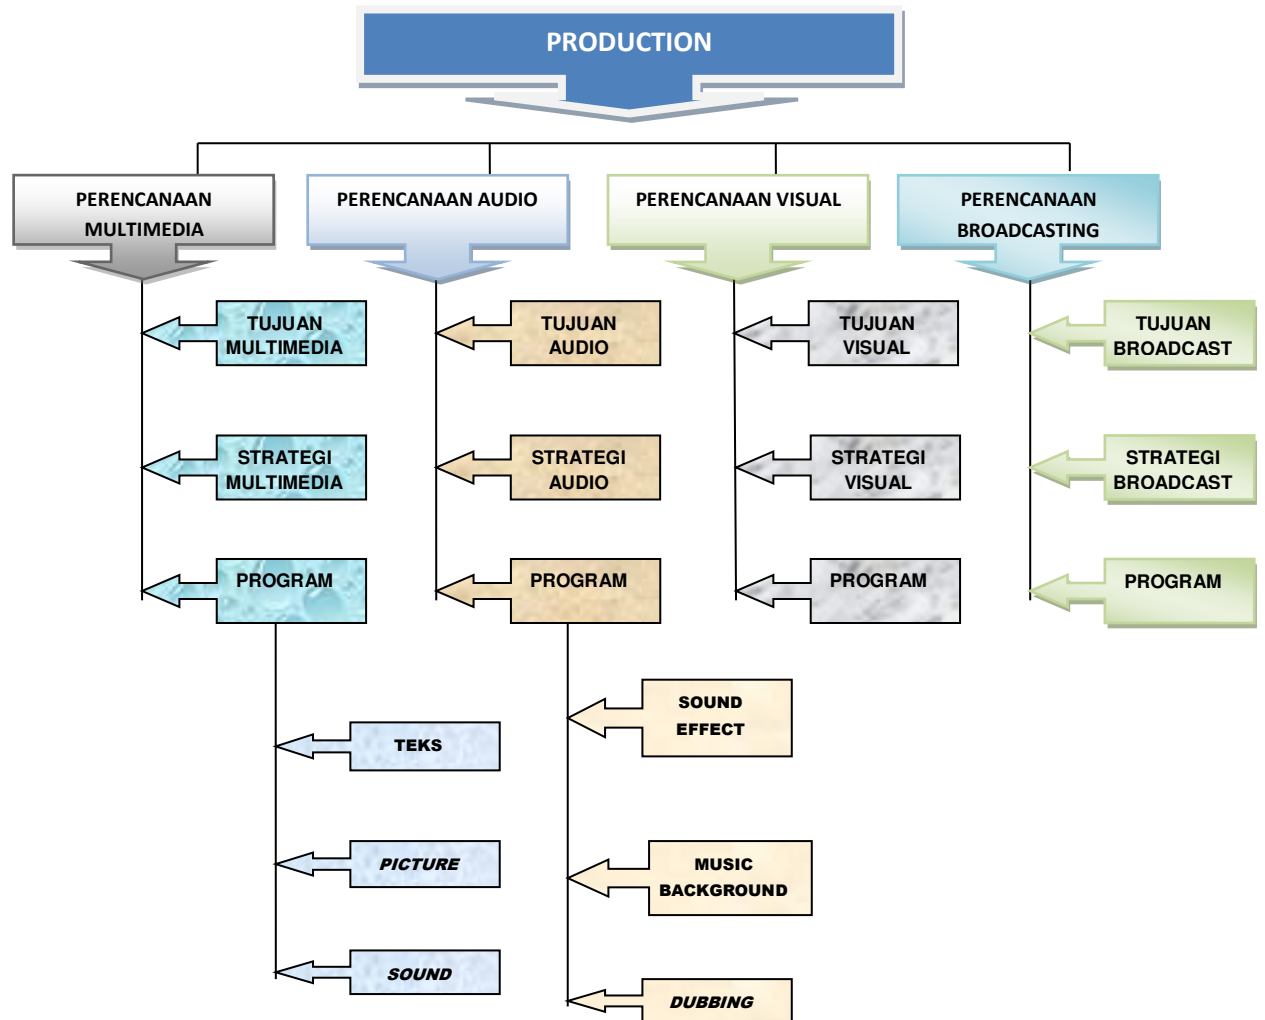 PRODUCTION
PERENCANAAN
MULTIMEDIA
PERENCANAAN AUDIO
PERENCANAAN VISUAL
PERENCANAAN
BROADCASTING
TUJUAN
MULTIMEDIA
TUJUAN
AUDIO
TUJUAN
VISUAL
TUJUAN
BROADCAST
STRATEGI
MULTIMEDIA
STRATEGI
AUDIO
STRATEGI
VISUAL
STRATEGI
BROADCAST
PROGRAM
PROGRAM
PROGRAM
PROGRAM
TEKS
PICTURE
SOUND
SOUND
EFFECT
MUSIC
BACKGROUND
DUBBING